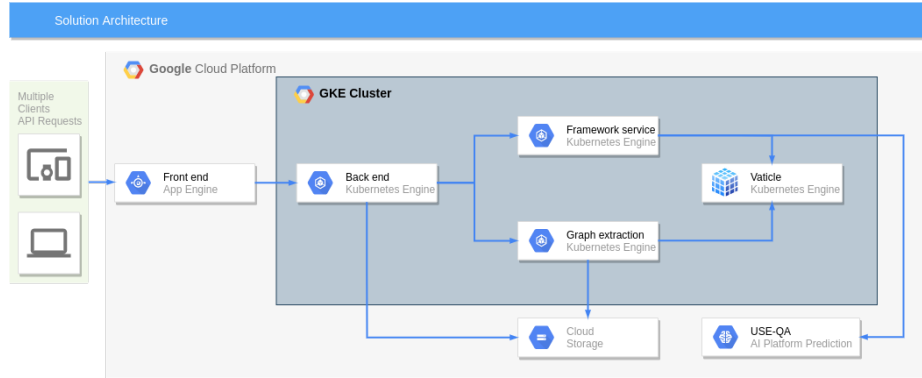 Solution Architecture
Google Cloud Platform
Multiple
Clients
API Requests
GKE Cluster
Front end
App Engine
Back end
Kubernetes Engine
Framework service
Kubernetes Engine
Vaticle
Kubernetes Engine
Graph extraction
Kubernetes Engine
Cloud
Storage
USE-QA
AI Platform Prediction